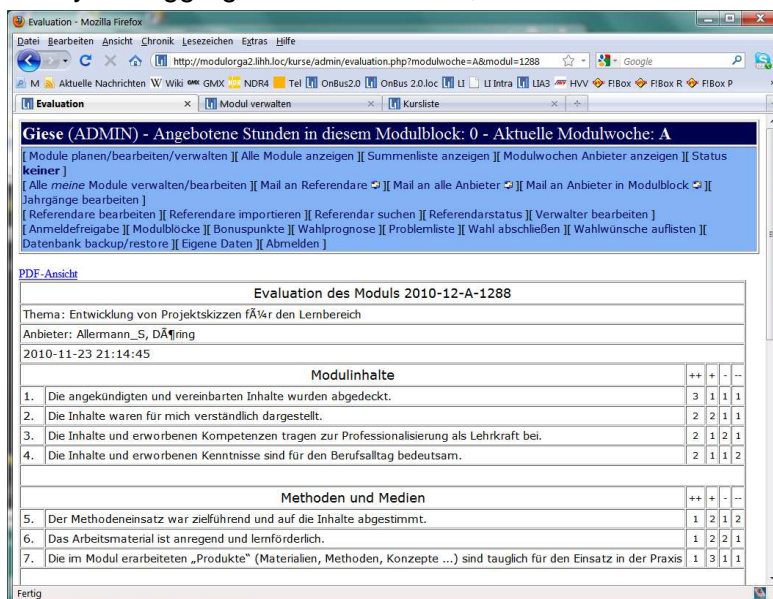 Evaluation - Mozilla Firefox
Datei Bearbeiten Ansicht Chronik Lesezeichen Extras Hilfe
http://modulorga2.lihh.loc/kurse/admin/evaluation.php?modulwoche=A&modul=1288 Google
M Aktuelle Nachrichten W Wiki GMX NDR4 Tel OnBus2.0 OnBus 2.0.loc LI LI Intra LIA3 HVV F!Box F!Box R F!Box P
Evaluation Modul verwalten Kursliste
Giese (ADMIN) - Angebotene Stunden in diesem Modulblock: 0 - Aktuelle Modulwoche: A
[ Module planen/bearbeiten/verwalten ][ Alle Module anzeigen ][ Summenliste anzeigen ][ Modulwochen Anbieter anzeigen ][ Status
keiner ]
[ Alle meine Module verwalten/bearbeiten ][ Mail an Referendare ][ Mail an alle Anbieter ][ Mail an Anbieter in Modulblock ][
Jahrgänge bearbeiten ]
[ Referendare bearbeiten ][ Referendare importieren ][ Referendar suchen ][ Referendarstatus ][ Verwalter bearbeiten ]
[ Anmeldefreigabe ][ Modulblöcke ][ Bonuspunkte ][ Wahlprognose ][ Problemliste ][ Wahl abschließen ][ Wahlwünsche auflisten ][
Datenbank backup/restore ][ Eigene Daten ][ Abmelden ]
PDF-Ansicht
Evaluation des Moduls 2010-12-A-1288
Thema: Entwicklung von Projektskizzen fÃ¼r den Lernbereich
Anbieter: Allermann_S, DÃ¶ring
2010-11-23 21:14:45
Modulinhalte ++ + - --
1. Die angekündigten und vereinbarten Inhalte wurden abgedeckt. 3 1 1 1
2. Die Inhalte waren für mich verständlich dargestellt. 2 2 1 1
3. Die Inhalte und erworbenen Kompetenzen tragen zur Professionalisierung als Lehrkraft bei. 2 1 2 1
4. Die Inhalte und erworbenen Kenntnisse sind für den Berufsalltag bedeutsam. 2 1 1 2
Methoden und Medien ++ + - --
5. Der Methodeneinsatz war zielführend und auf die Inhalte abgestimmt. 1 2 1 2
6. Das Arbeitsmaterial ist anregend und lernförderlich. 1 2 2 1
7. Die im Modul erarbeiteten „Produkte“ (Materialien, Methoden, Konzepte ...) sind tauglich für den Einsatz in der Praxis 1 3 1 1
Fertig